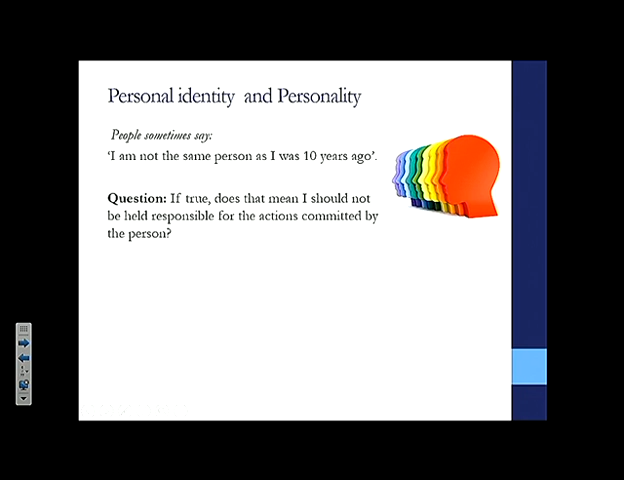 Personal identity and Personality
People sometimes say:
‘I am not the same person as I was 10 years ago’.
Question: If true, does that mean I should not
be held responsible for the actions committed by
the person?